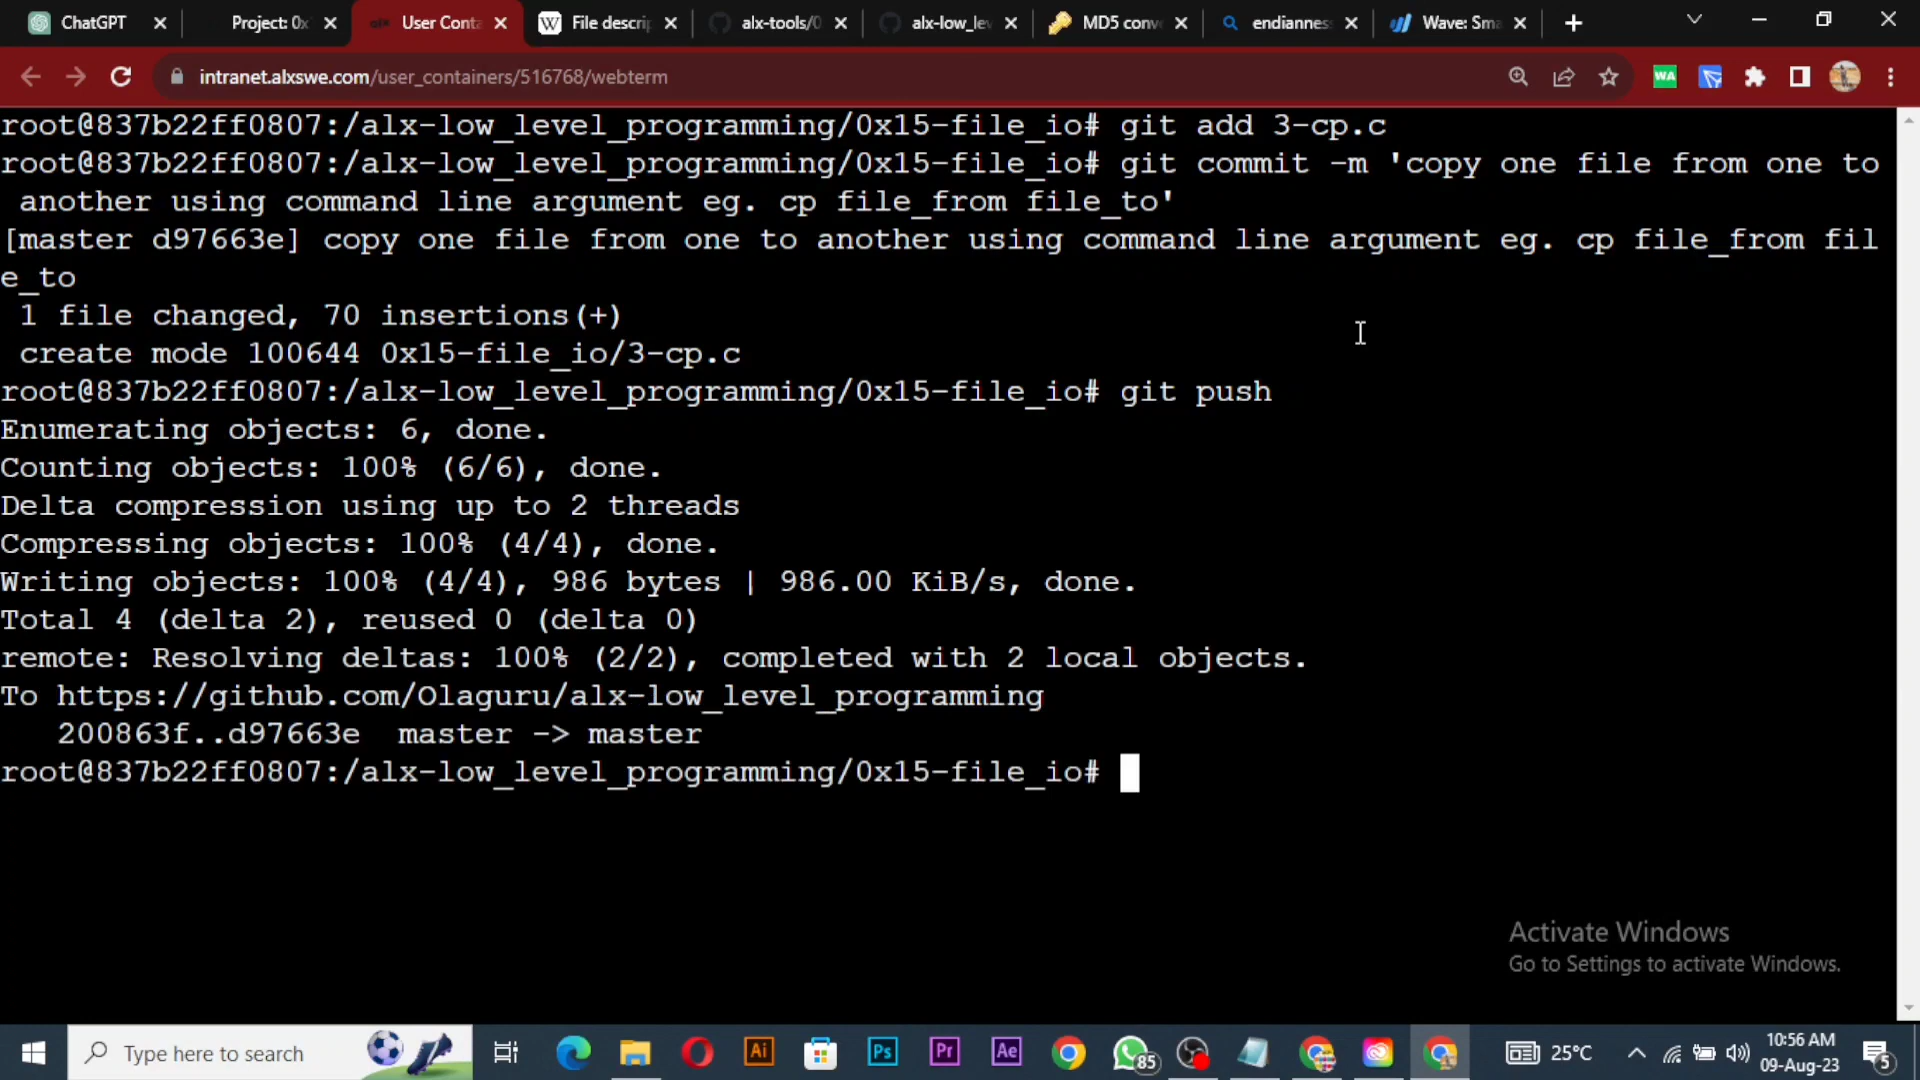 ChatGPT
Project: 0x
User Conta
File descrip
alx-tools/0
alx-low_lev
MD5 conve
endianness
Wave: Sma
intranet.alxswe.com/user_containers/516768/webterm
WA
root@837b22ff0807:/alx-low_level_programming/0x15-file_io# git add 3-cp.c
root@837b22ff0807:/alx-low_level_programming/0x15-file_io# git commit -m 'copy one file from one to
another using command line argument eg. cp file_from file_to'
[master d97663e] copy one file from one to another using command line argument eg. cp file_from fil
e_to
1 file changed, 70 insertions(+)
create mode 100644 0x15-file_io/3-cp.c
root@837b22ff0807:/alx-low_level_programming/0x15-file_io# git push
Enumerating objects: 6, done.
Counting objects: 100% (6/6), done.
Delta compression using up to 2 threads
Compressing objects: 100% (4/4), done.
Writing objects: 100% (4/4), 986 bytes | 986.00 KiB/s, done.
Total 4 (delta 2), reused 0 (delta 0)
remote: Resolving deltas: 100% (2/2), completed with 2 local objects.
To https://github.com/Olaguru/alx-low_level_programming
200863f..d97663e  master -> master
root@837b22ff0807:/alx-low_level_programming/0x15-file_io#
Activate Windows
Go to Settings to activate Windows.
Type here to search
Ai
Ps
Pr
Ae
85
25°C
10:56 AM
09-Aug-23
5